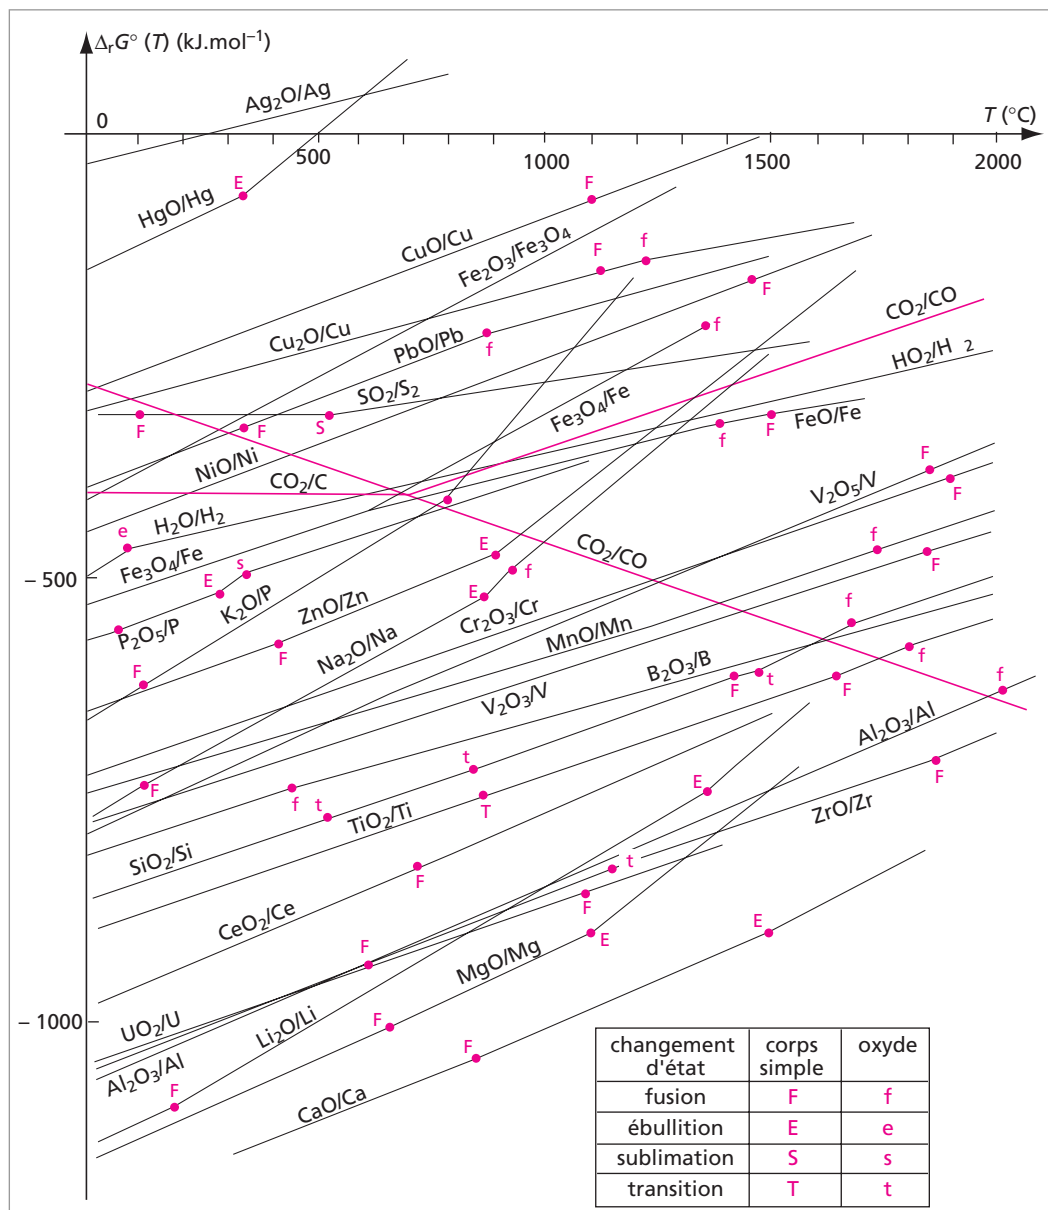 ΔrG° (T) (kJ.mol⁻¹)
Ag₂O/Ag
0
T (°C)
500
1000
1500
2000
E
F
HgO/Hg
CuO/Cu
Fe₂O₃/Fe₃O₄
F
f
Cu₂O/Cu
PbO/Pb
f
F
f
CO₂/CO
HO₂/H ₂
SO₂/S₂
Fe₃O₄/Fe
FeO/Fe
F
F
S
f
F
NiO/Ni
CO₂/C
V₂O₅/V
F
F
e
H₂O/H₂
CO₂/CO
E
f
f
f
– 500
Fe₃O₄/Fe
E
s
K₂O/P
ZnO/Zn
E
Cr₂O₃/Cr
MnO/Mn
f
P₂O₅/P
F
F
Na₂O/Na
B₂O₃/B
F
t
F
f
f
V₂O₃/V
F
f
t
t
T
TiO₂/Ti
E
Al₂O₃/Al
F
ZrO/Zr
SiO₂/Si
F
t
F
CeO₂/Ce
F
E
MgO/Mg
E
– 1000
UO₂/U
Li₂O/Li
F
F
Al₂O₃/Al
F
CaO/Ca
changement corps oxyde
d'état simple
fusion F f
ébullition E e
sublimation S s
transition T t